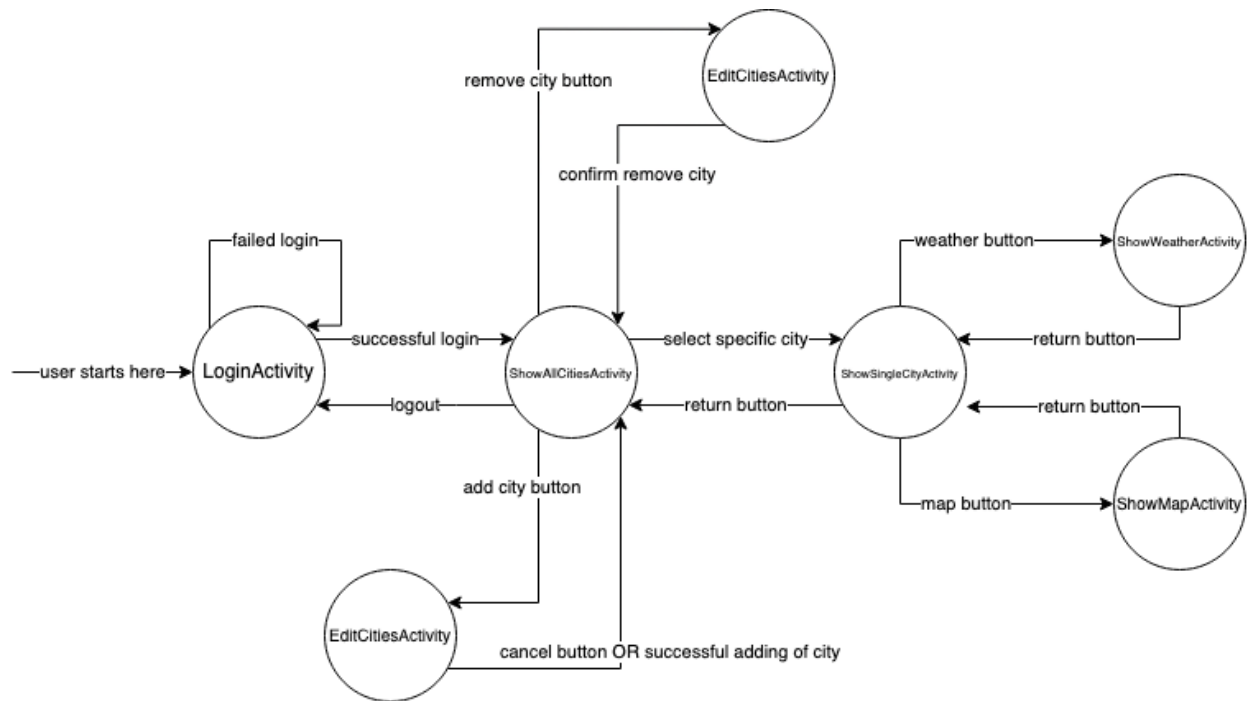 EditCitiesActivity
remove city button
confirm remove city
failed login
weather button
ShowWeatherActivity
successful login
select specific city
return button
user starts here
LoginActivity
ShowAllCitiesActivity
ShowSingleCityActivity
logout
return button
return button
add city button
map button
ShowMapActivity
EditCitiesActivity
cancel button OR successful adding of city